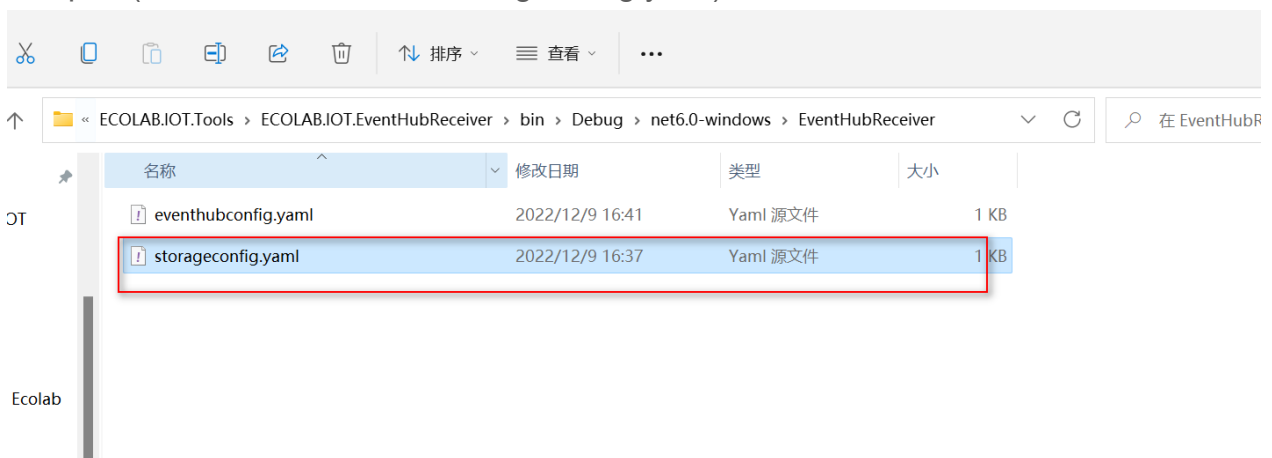 排序 查看
« ECOLAB.IOT.Tools > ECOLAB.IOT.EventHubReceiver > bin > Debug > net6.0-windows > EventHubReceiver 在 EventHubR
名称 修改日期 类型 大小
OT
eventhubconfig.yaml 2022/12/9 16:41 Yaml 源文件 1 KB
storageconfig.yaml 2022/12/9 16:37 Yaml 源文件 1 KB
Ecolab